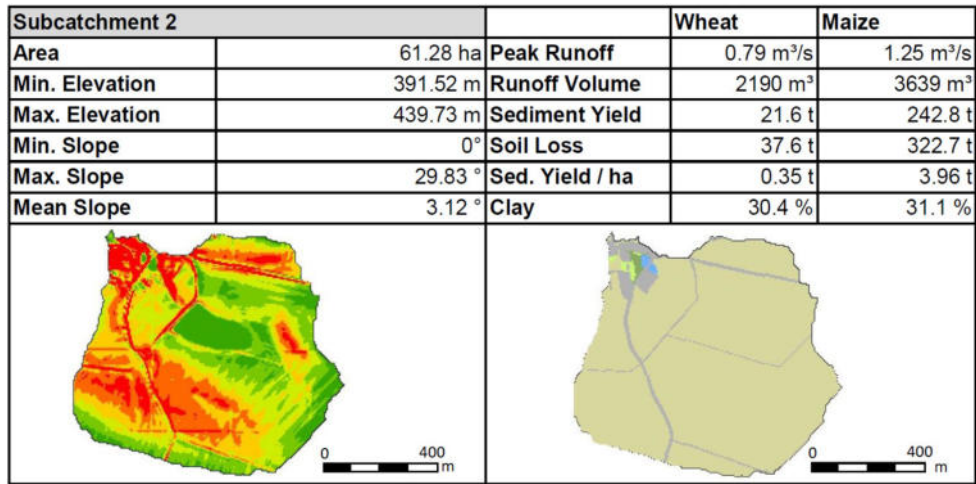 Subcatchment 2 Wheat Maize
Area 61.28 ha Peak Runoff 0.79 m³/s 1.25 m³/s
Min. Elevation 391.52 m Runoff Volume 2190 m³ 3639 m³
Max. Elevation 439.73 m Sediment Yield 21.6 t 242.8 t
Min. Slope 0° Soil Loss 37.6 t 322.7 t
Max. Slope 29.83 ° Sed. Yield / ha 0.35 t 3.96 t
Mean Slope 3.12 ° Clay 30.4 % 31.1 %
0 400
m
0 400
m